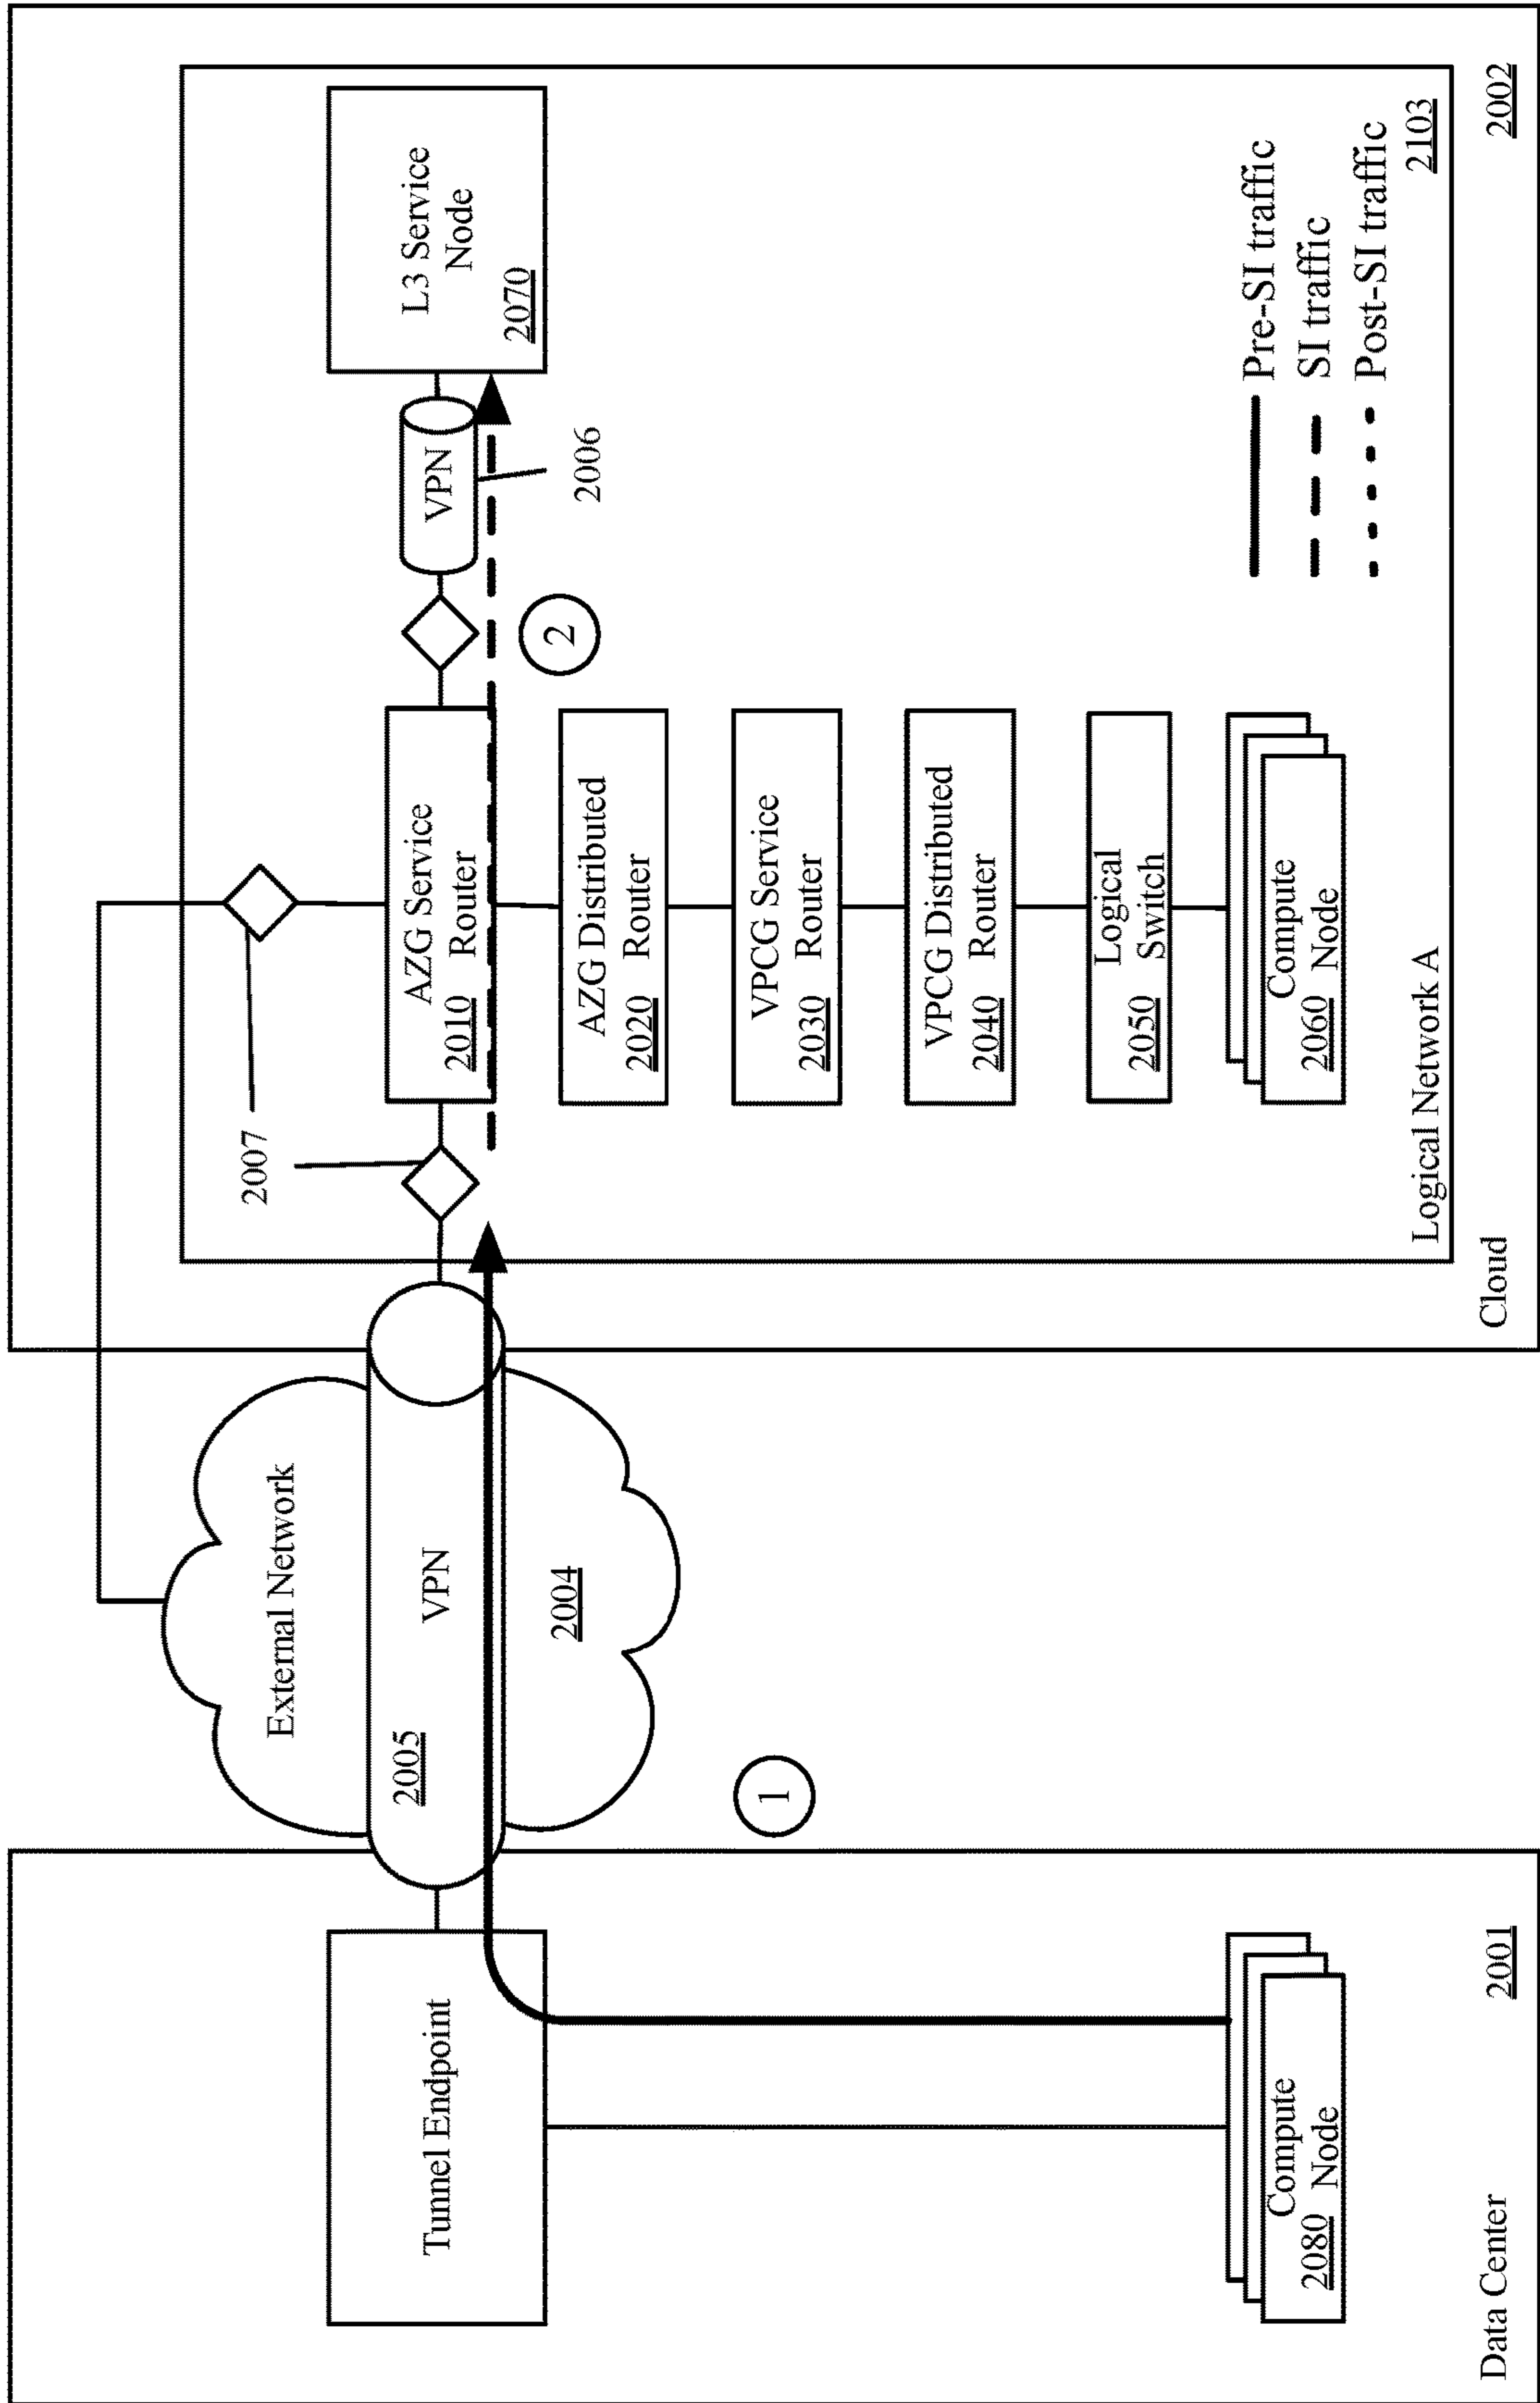 Data Center
2001
Tunnel Endpoint
Compute
Node
2080
1
External Network
VPN
2005
2004
Cloud
2002
Logical Network A
2103
2007
AZG Service
Router
2010
AZG Distributed
Router
2020
VPCG Service
Router
2030
VPCG Distributed
Router
2040
Logical
Switch
2050
Compute
Node
2060
2
VPN
2006
L3 Service
Node
2070
Pre-SI traffic
SI traffic
Post-SI traffic